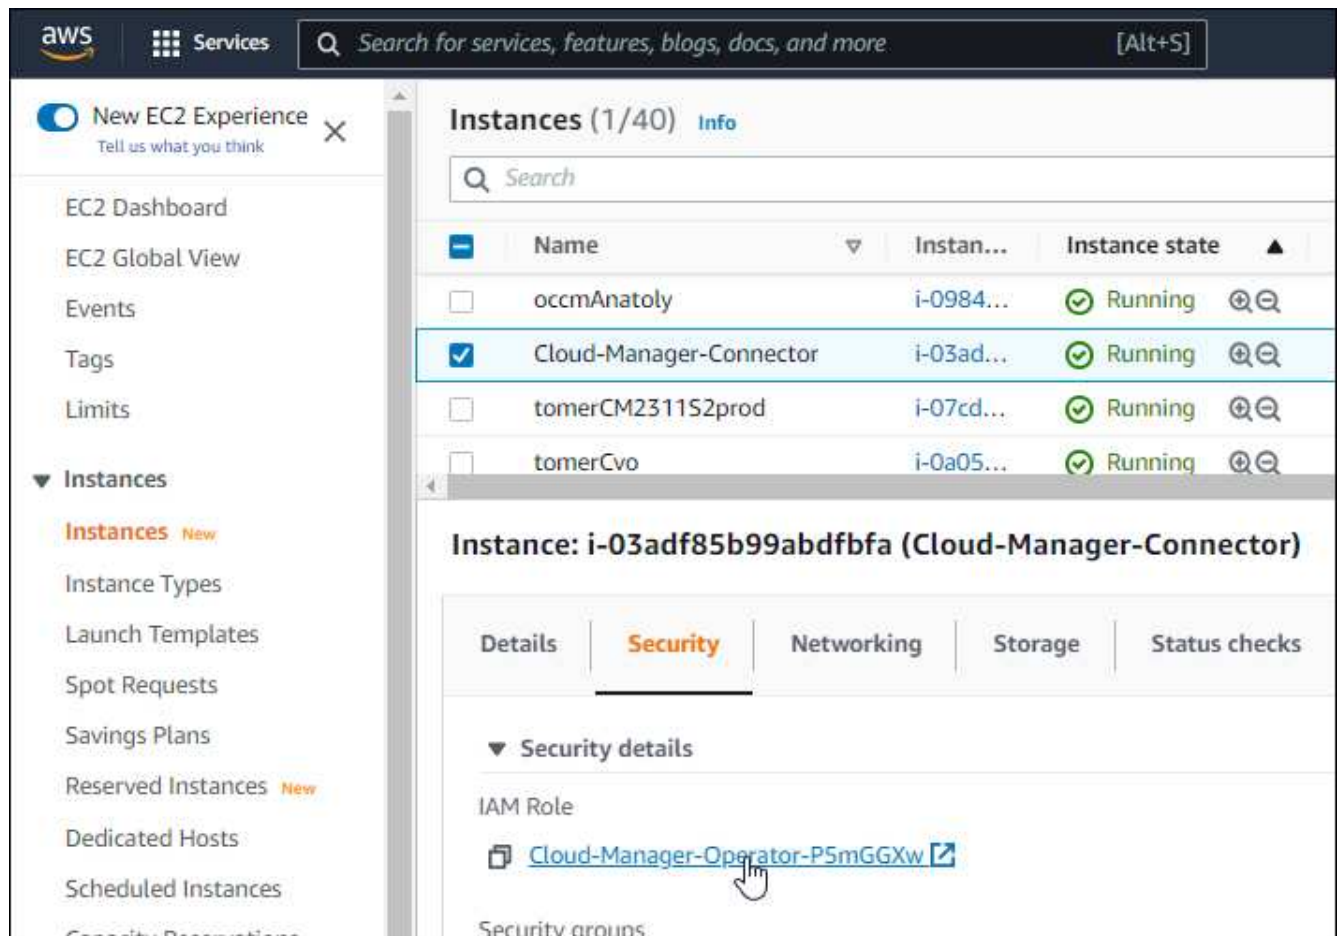 aws Services Search for services, features, blogs, docs, and more [Alt+S]
New EC2 Experience
Tell us what you think
EC2 Dashboard
EC2 Global View
Events
Tags
Limits
Instances
Instances New
Instance Types
Launch Templates
Spot Requests
Savings Plans
Reserved Instances New
Dedicated Hosts
Scheduled Instances
Capacity Reservations
Instances (1/40) Info
Search
Name Instan... Instance state
occmAnatoly i-0984... Running
Cloud-Manager-Connector i-03ad... Running
tomerCM2311S2prod i-07cd... Running
tomerCvo i-0a05... Running
Instance: i-03adf85b99abdfbfa (Cloud-Manager-Connector)
Details Security Networking Storage Status checks
Security details
IAM Role
Cloud-Manager-Operator-P5mGGXw
Security groups